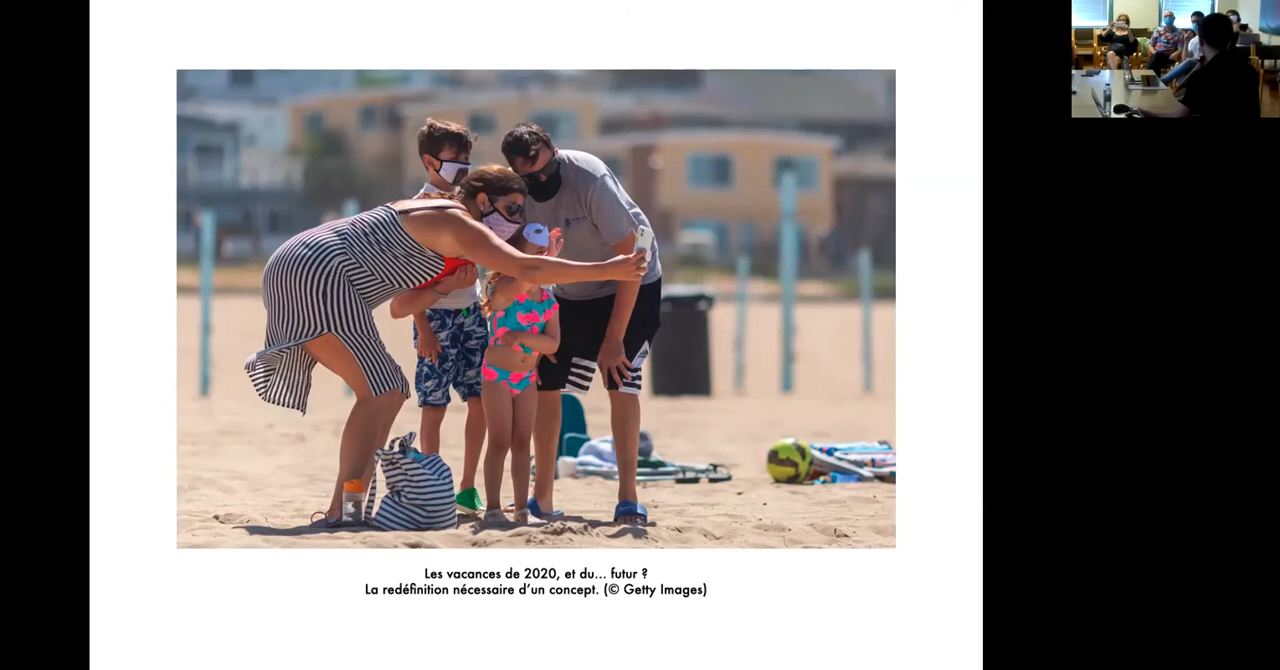 Les vacances de 2020, et du... futur ?
La redéfinition nécessaire d'un concept. (© Getty Images)